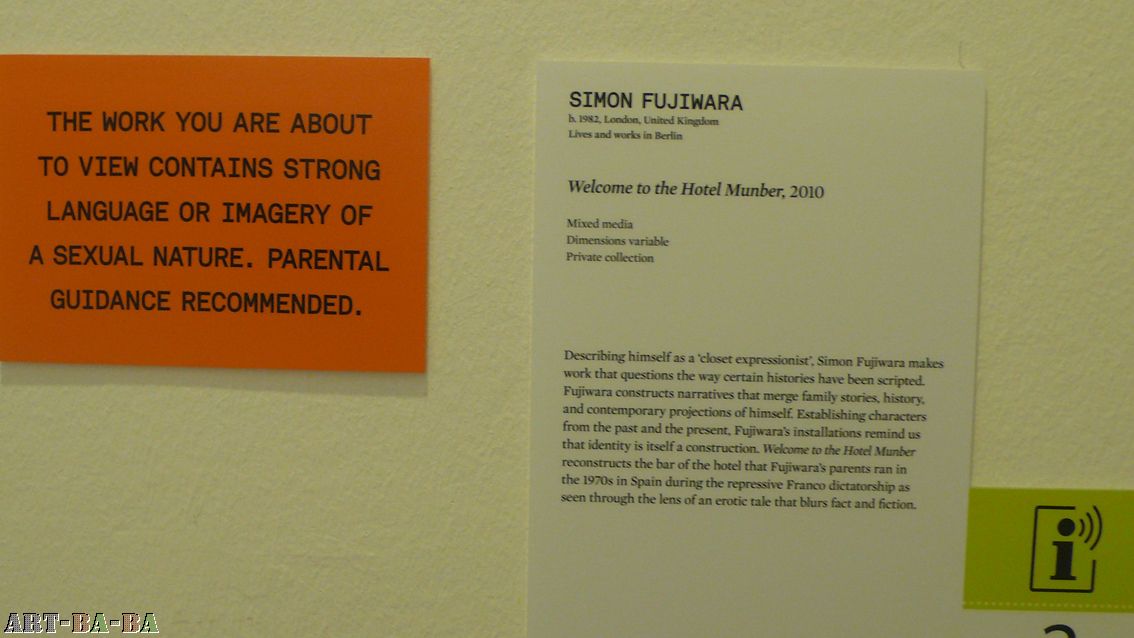 THE WORK YOU ARE ABOUT
TO VIEW CONTAINS STRONG
LANGUAGE OR IMAGERY OF
A SEXUAL NATURE. PARENTAL
GUIDANCE RECOMMENDED.
SIMON FUJIWARA
b. 1982, London, United Kingdom
Lives and works in Berlin
Welcome to the Hotel Munber, 2010
Mixed media
Dimensions variable
Private collection
Describing himself as a ‘closet expressionist’, Simon Fujiwara makes
work that questions the way certain histories have been scripted.
Fujiwara constructs narratives that merge family stories, history,
and contemporary projections of himself. Establishing characters
from the past and the present, Fujiwara’s installations remind us
that identity is itself a construction. Welcome to the Hotel Munber
reconstructs the bar of the hotel that Fujiwara’s parents ran in
the 1970s in Spain during the repressive Franco dictatorship as
seen through the lens of an erotic tale that blurs fact and fiction.
i
ART-BA-BA